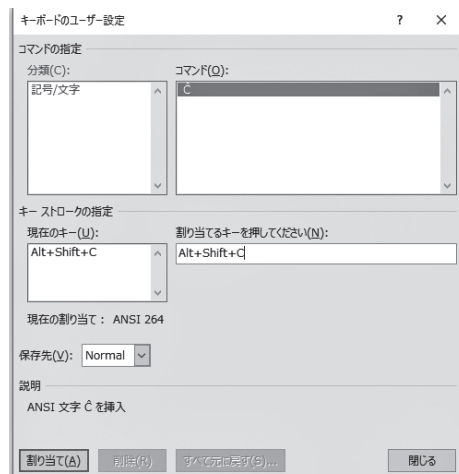 キーボードのユーザー設定 ? ×
コマンドの指定
分類(C): コマンド(O):
記号/文字 Ĉ
キー ストロークの指定
現在のキー(U): 割り当てるキーを押してください(N):
Alt+Shift+C Alt+Shift+C
現在の割り当て： ANSI 264
保存先(V): Normal
説明
ANSI 文字 Ĉ を挿入
割り当て(A) 削除(R) すべて元に戻す(S)... 閉じる